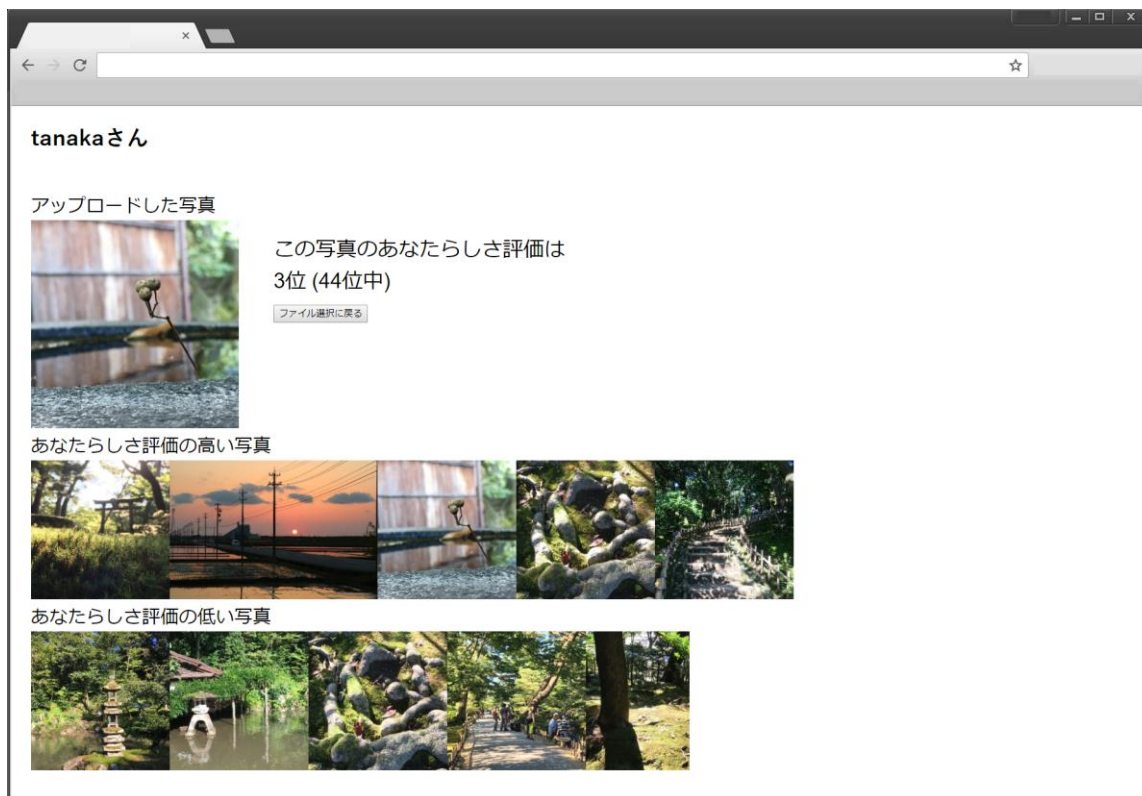 tanakaさん
アップロードした写真
この写真のあなたらしさ評価は
3位 (44位中)
ファイル選択に戻る
あなたらしさ評価の高い写真
あなたらしさ評価の低い写真